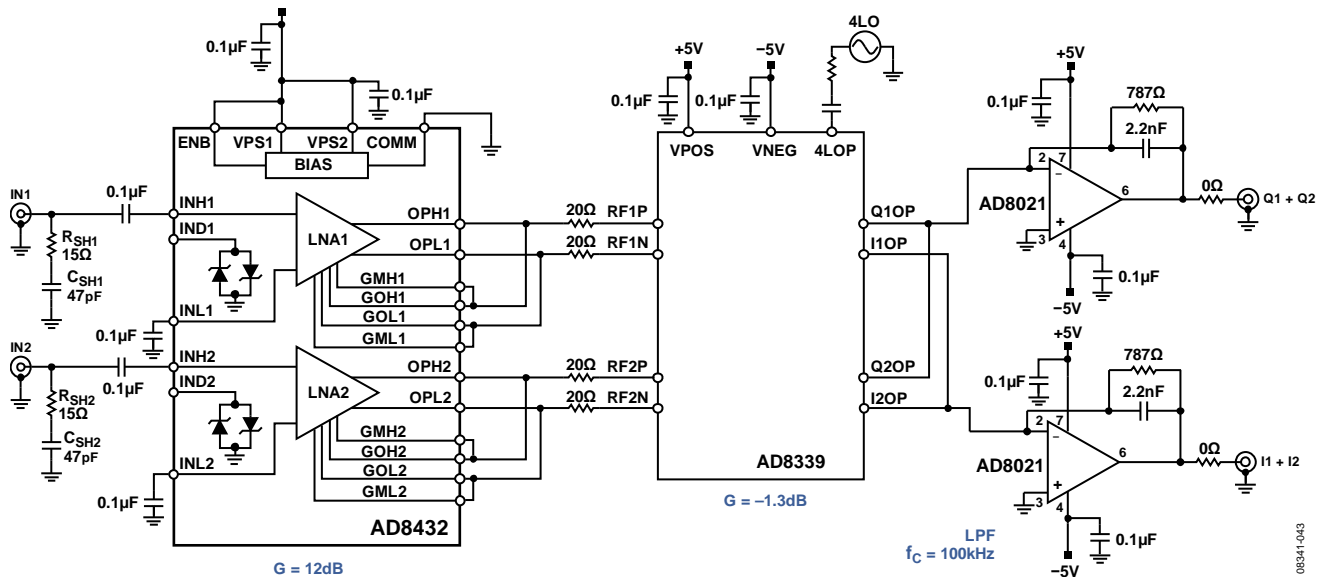 4LO
0.1µF
+5V
−5V
+5V
0.1µF
0.1µF
0.1µF
0.1µF
787Ω
2.2nF
ENB
VPS1
VPS2
COMM
BIAS
VPOS
VNEG
4LOP
2
7
−
AD8021
+
3
4
6
0Ω
Q1 + Q2
0.1µF
−5V
IN1
0.1µF
RSH1
15Ω
CSH1
47pF
INH1
IND1
INL1
0.1µF
LNA1
OPH1
OPL1
GMH1
GOH1
GOL1
GML1
20Ω
RF1P
20Ω
RF1N
Q1OP
I1OP
IN2
0.1µF
RSH2
15Ω
CSH2
47pF
INH2
IND2
INL2
0.1µF
LNA2
OPH2
OPL2
GMH2
GOH2
GOL2
GML2
20Ω
RF2P
20Ω
RF2N
Q2OP
I2OP
AD8432
G = 12dB
AD8339
G = −1.3dB
+5V
0.1µF
787Ω
2.2nF
2
7
−
AD8021
+
3
4
6
0Ω
I1 + I2
0.1µF
−5V
LPF
fC = 100kHz
08341-043